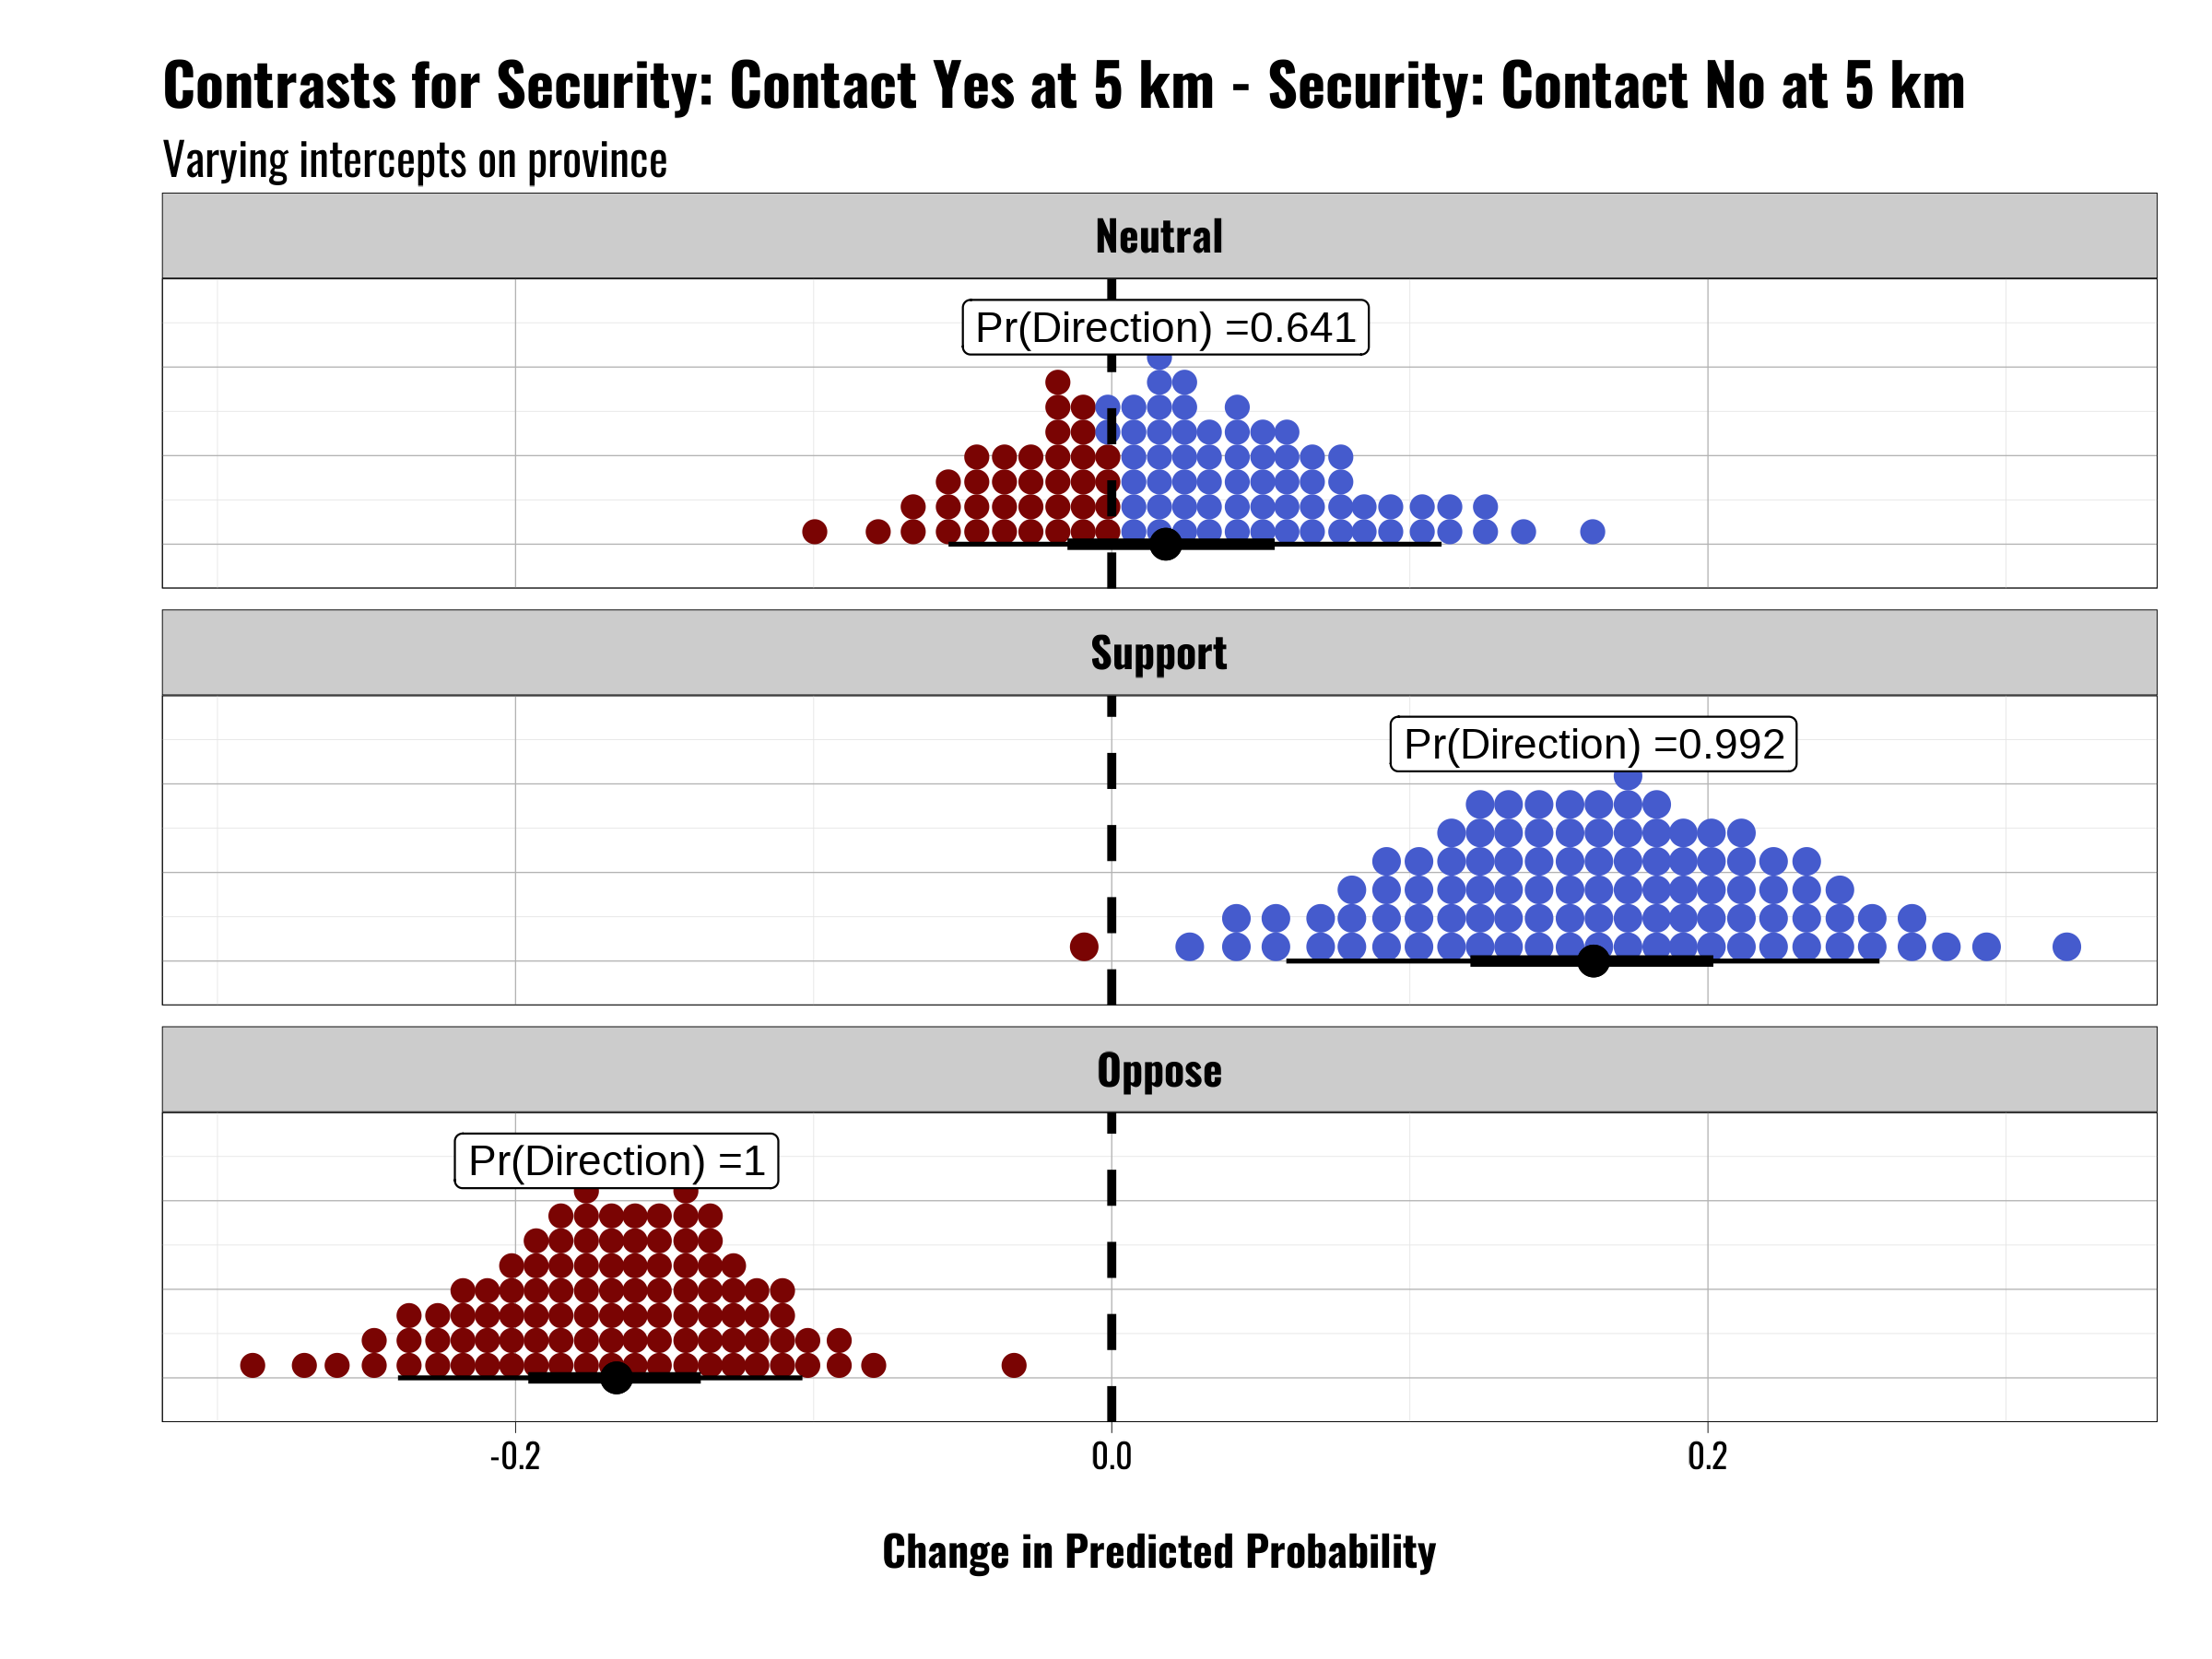 Contrasts for Security: Contact Yes at 5 km - Security: Contact No at 5 km
Varying intercepts on province
Neutral
Pr(Direction) =0.641
Support
Pr(Direction) =0.992
Oppose
Pr(Direction) =1
-0.2 0.0 0.2
Change in Predicted Probability